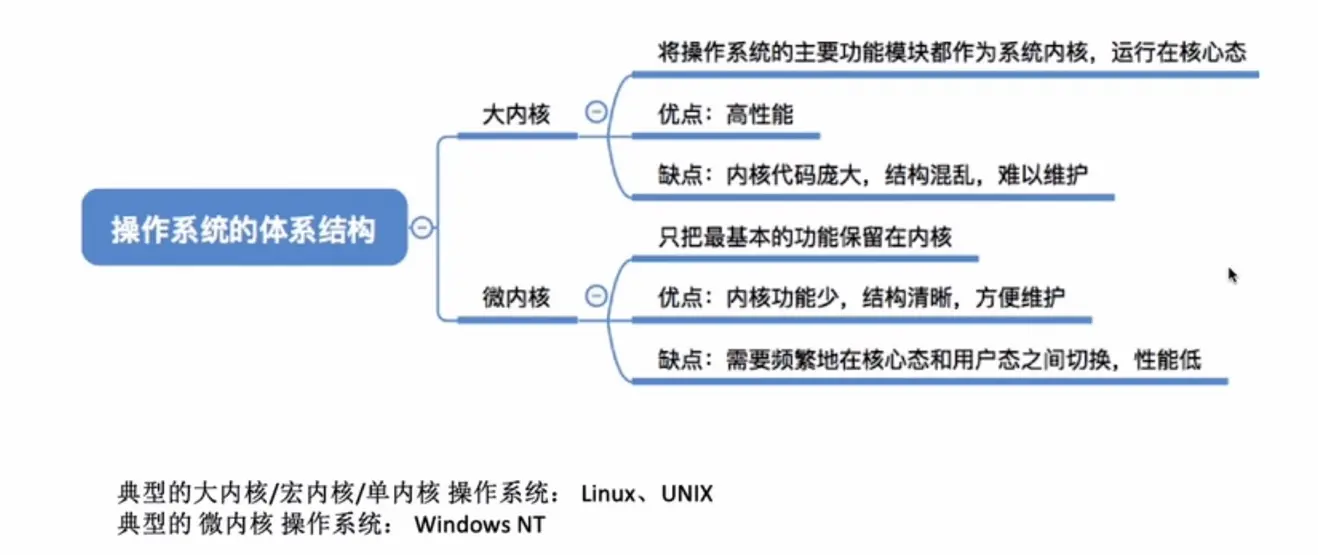 操作系统的体系结构
大内核
将操作系统的主要功能模块都作为系统内核，运行在核心态
优点：高性能
缺点：内核代码庞大，结构混乱，难以维护
微内核
只把最基本的功能保留在内核
优点：内核功能少，结构清晰，方便维护
缺点：需要频繁地在核心态和用户态之间切换，性能低
典型的大内核/宏内核/单内核 操作系统： Linux、UNIX
典型的 微内核 操作系统： Windows NT